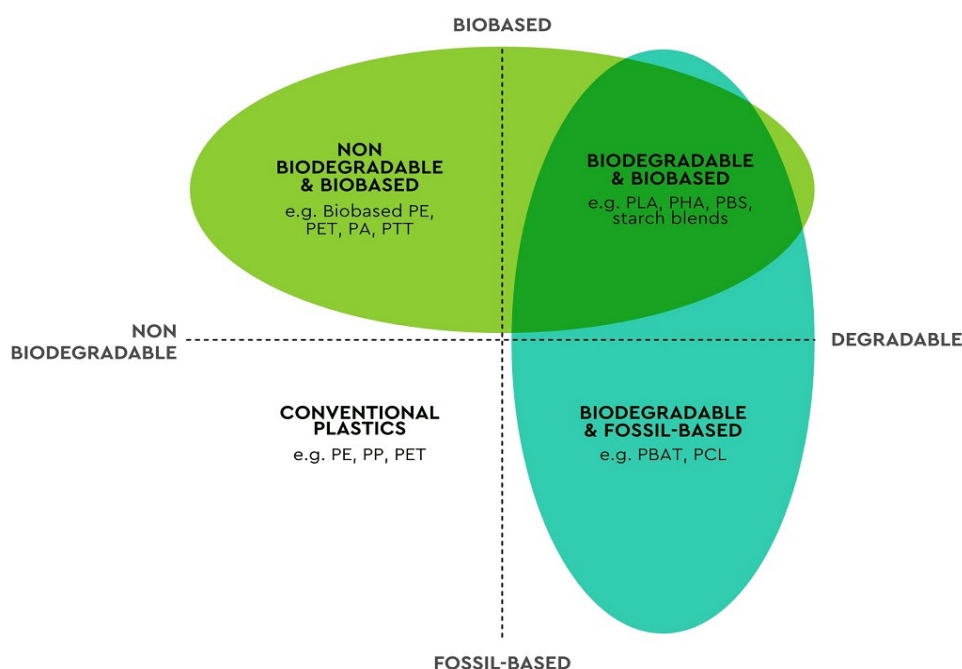 BIOBASED
NON
BIODEGRADABLE
& BIOBASED
e.g. Biobased PE,
PET, PA, PTT
BIODEGRADABLE
& BIOBASED
e.g. PLA, PHA, PBS,
starch blends
NON
BIODEGRADABLE
DEGRADABLE
CONVENTIONAL
PLASTICS
e.g. PE, PP, PET
BIODEGRADABLE
& FOSSIL-BASED
e.g. PBAT, PCL
FOSSIL-BASED